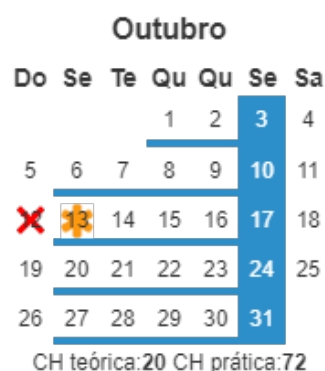 Outubro
Do Se Te Qu Qu Se Sa
1 2 3 4
5 6 7 8 9 10 11
12 13 14 15 16 17 18
19 20 21 22 23 24 25
26 27 28 29 30 31
CH teórica:20 CH prática:72